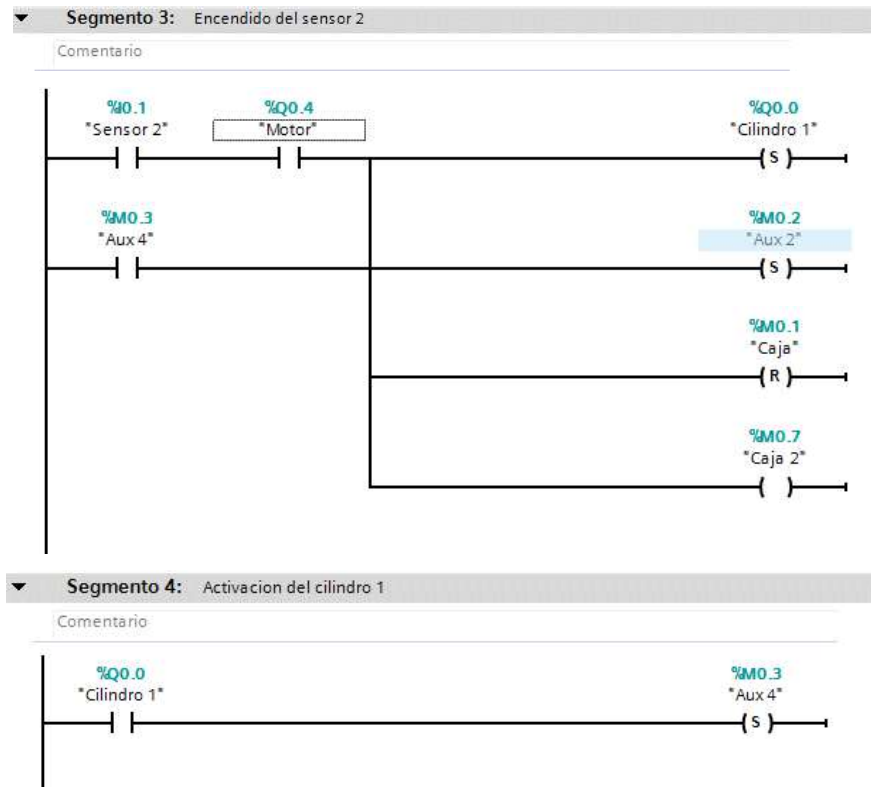 Segmento 3: Encendido del sensor 2
Comentario
%I0.1 %Q0.4 %Q0.0
"Sensor 2" "Motor" "Cilindro 1"
( S )
%M0.3 %M0.2
"Aux 4" "Aux 2"
( S )
%M0.1
"Caja"
( R )
%M0.7
"Caja 2"
( )
Segmento 4: Activacion del cilindro 1
Comentario
%Q0.0 %M0.3
"Cilindro 1" "Aux 4"
( S )